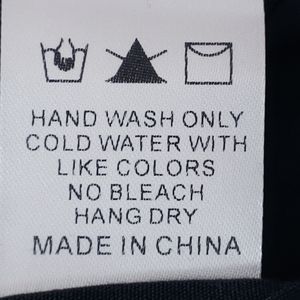 HAND WASH ONLY
COLD WATER WITH
LIKE COLORS
NO BLEACH
HANG DRY
MADE IN CHINA